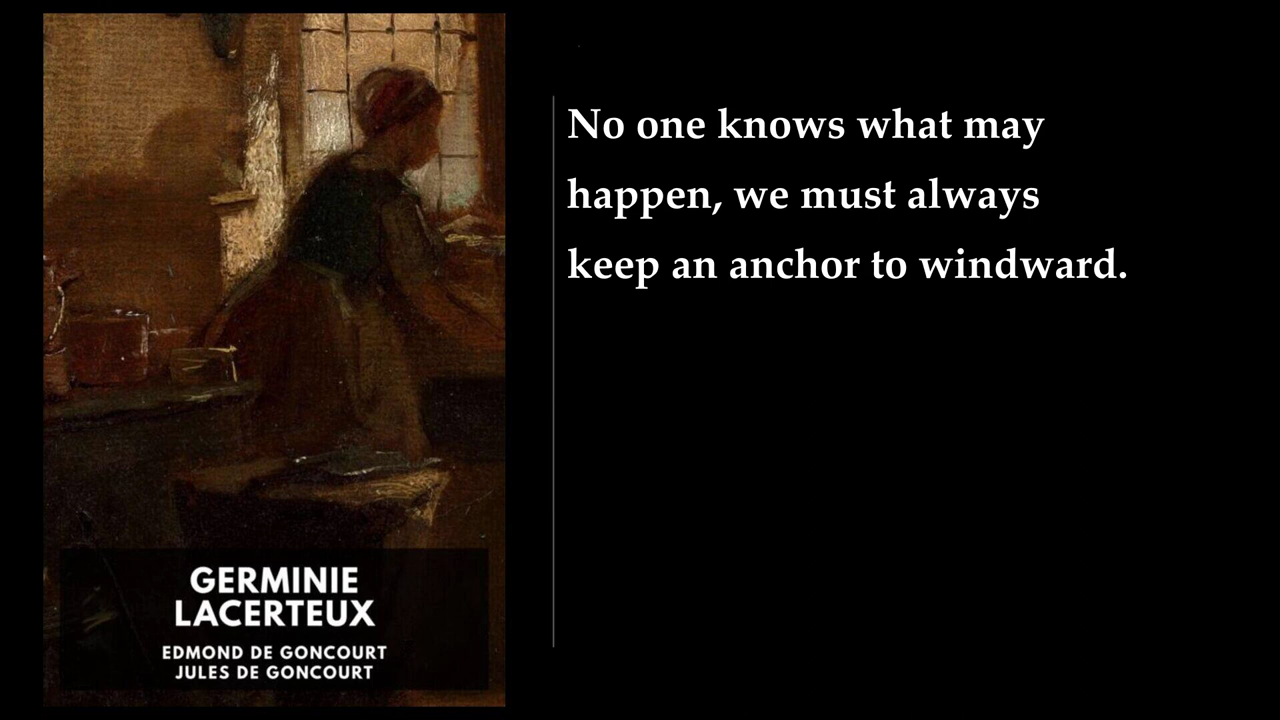 GERMINIE
LACERTEUX
EDMOND DE GONCOURT
JULES DE GONCOURT
No one knows what may
happen, we must always
keep an anchor to windward.